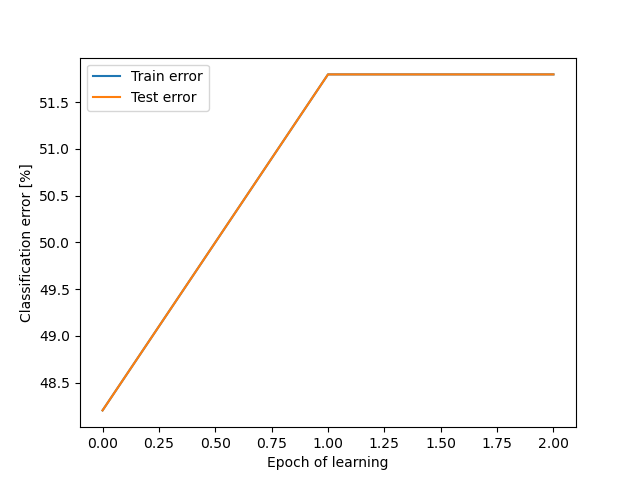 Train error
Test error
Classification error [%]
51.5
51.0
50.5
50.0
49.5
49.0
48.5
0.00 0.25 0.50 0.75 1.00 1.25 1.50 1.75 2.00
Epoch of learning